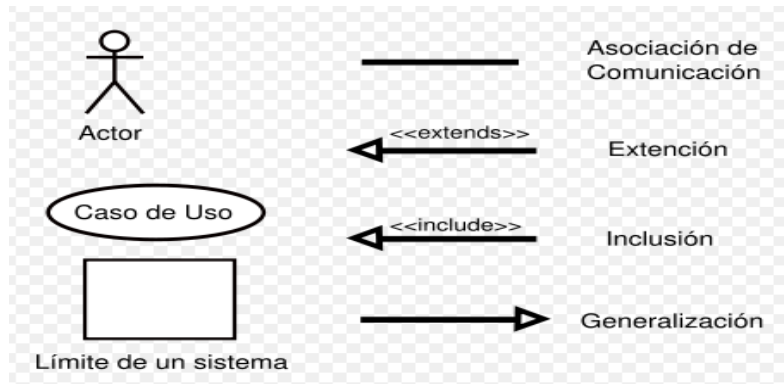 Actor
Caso de Uso
Límite de un sistema
Asociación de
Comunicación
<<extends>>
Extención
<<include>>
Inclusión
Generalización